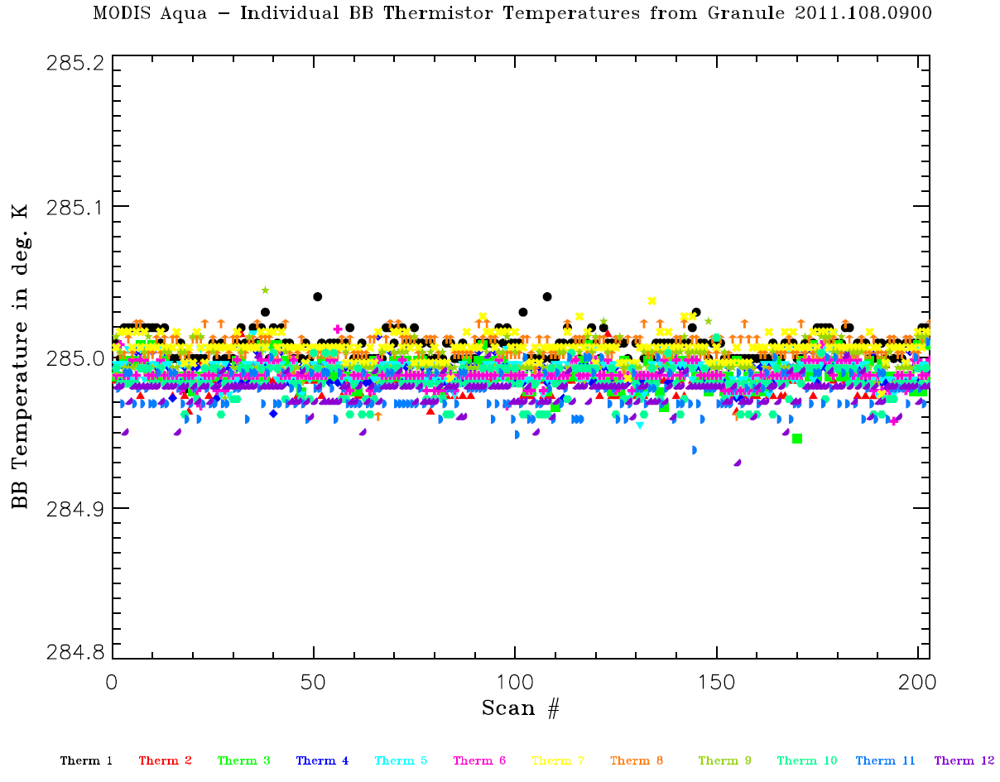 MODIS Aqua – Individual BB Thermistor Temperatures from Granule 2011.108.0900
285.2
285.1
285.0
284.9
284.8
BB Temperature in deg. K
0 50 100 150 200
Scan #
Therm 1 Therm 2 Therm 3 Therm 4 Therm 5 Therm 6 Therm 7 Therm 8 Therm 9 Therm 10 Therm 11 Therm 12